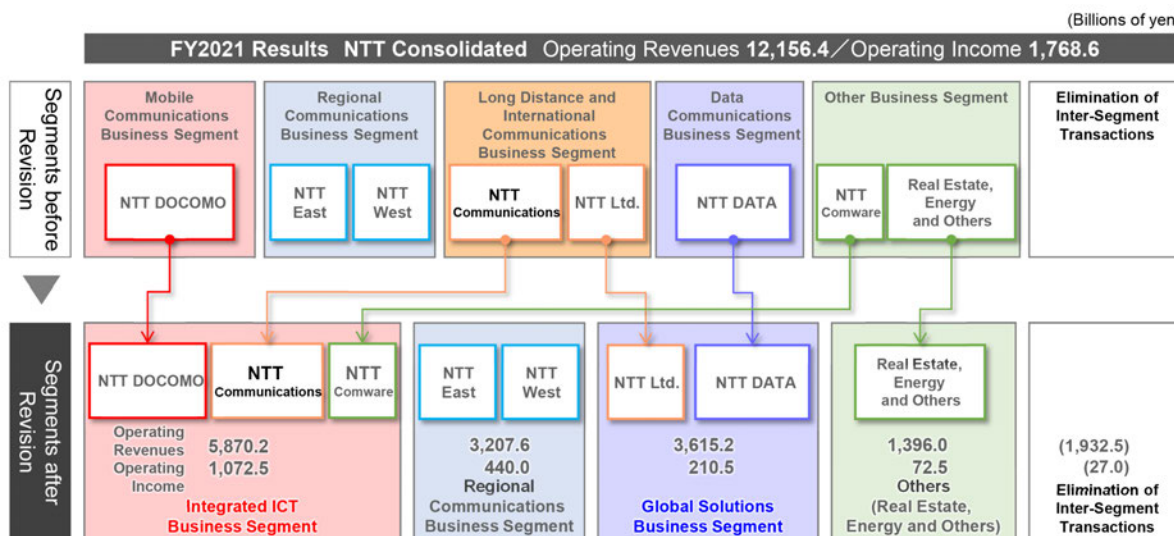 (Billions of yen
FY2021 Results NTT Consolidated Operating Revenues 12,156.4／Operating Income 1,768.6
Segments before
Revision
Mobile
Communications
Business Segment
NTT DOCOMO
Regional
Communications
Business Segment
NTT
East
NTT
West
Long Distance and
International
Communications
Business Segment
NTT
Communications
NTT Ltd.
Data
Communications
Business Segment
NTT DATA
Other Business Segment
NTT
Comware
Real Estate,
Energy
and Others
Elimination of
Inter-Segment
Transactions
Segments after
Revision
NTT DOCOMO
NTT
Communications
NTT
Comware
Operating
Revenues
5,870.2
Operating
Income
1,072.5
Integrated ICT
Business Segment
NTT
East
NTT
West
3,207.6
440.0
Regional
Communications
Business Segment
NTT Ltd.
NTT DATA
3,615.2
210.5
Global Solutions
Business Segment
Real Estate,
Energy
and Others
1,396.0
72.5
Others
(Real Estate,
Energy and Others)
(1,932.5)
(27.0)
Elimination of
Inter-Segment
Transactions